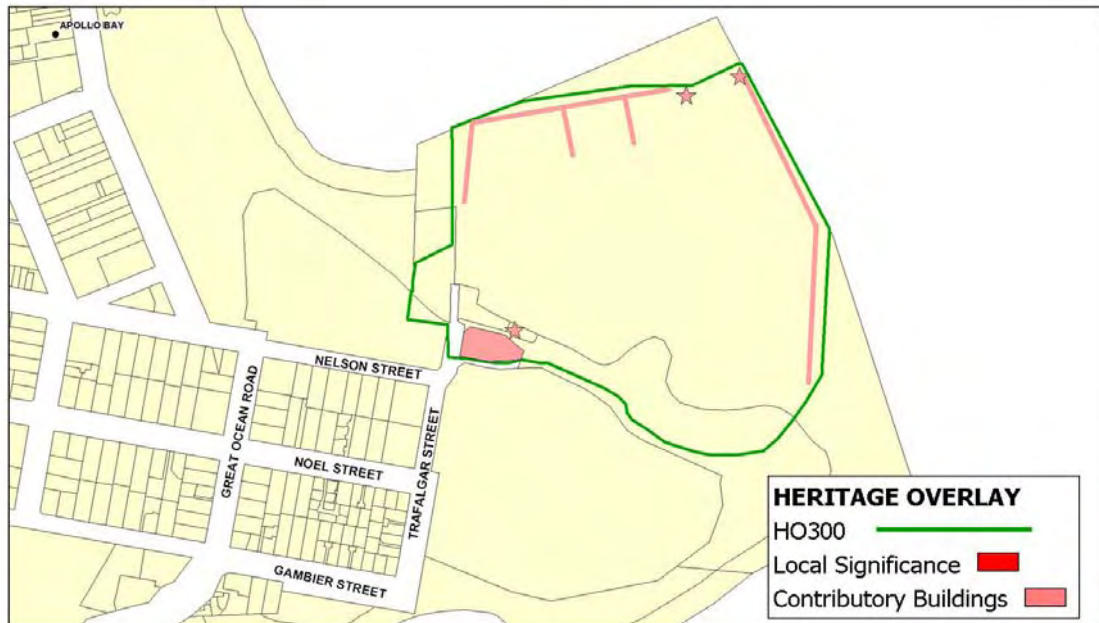 APOLLO BAY
NELSON STREET
GREAT OCEAN ROAD
NOEL STREET
TRAFALGAR STREET
GAMBIER STREET
HERITAGE OVERLAY
HO300
Local Significance
Contributory Buildings